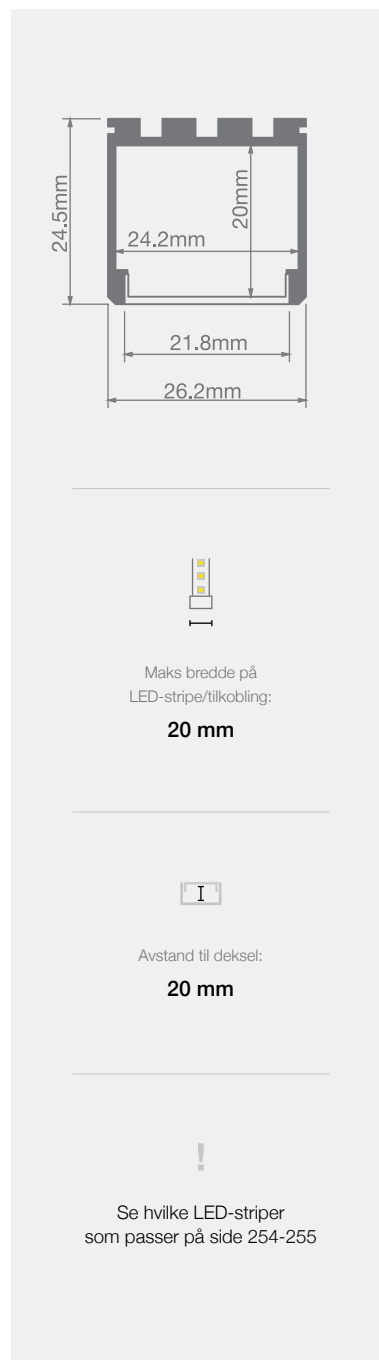 24.5mm
20mm
24.2mm
21.8mm
26.2mm
Maks bredde på
LED-stripe/tilkobling:
20 mm
Avstand til deksel:
20 mm
!
Se hvilke LED-striper
som passer på side 254-255